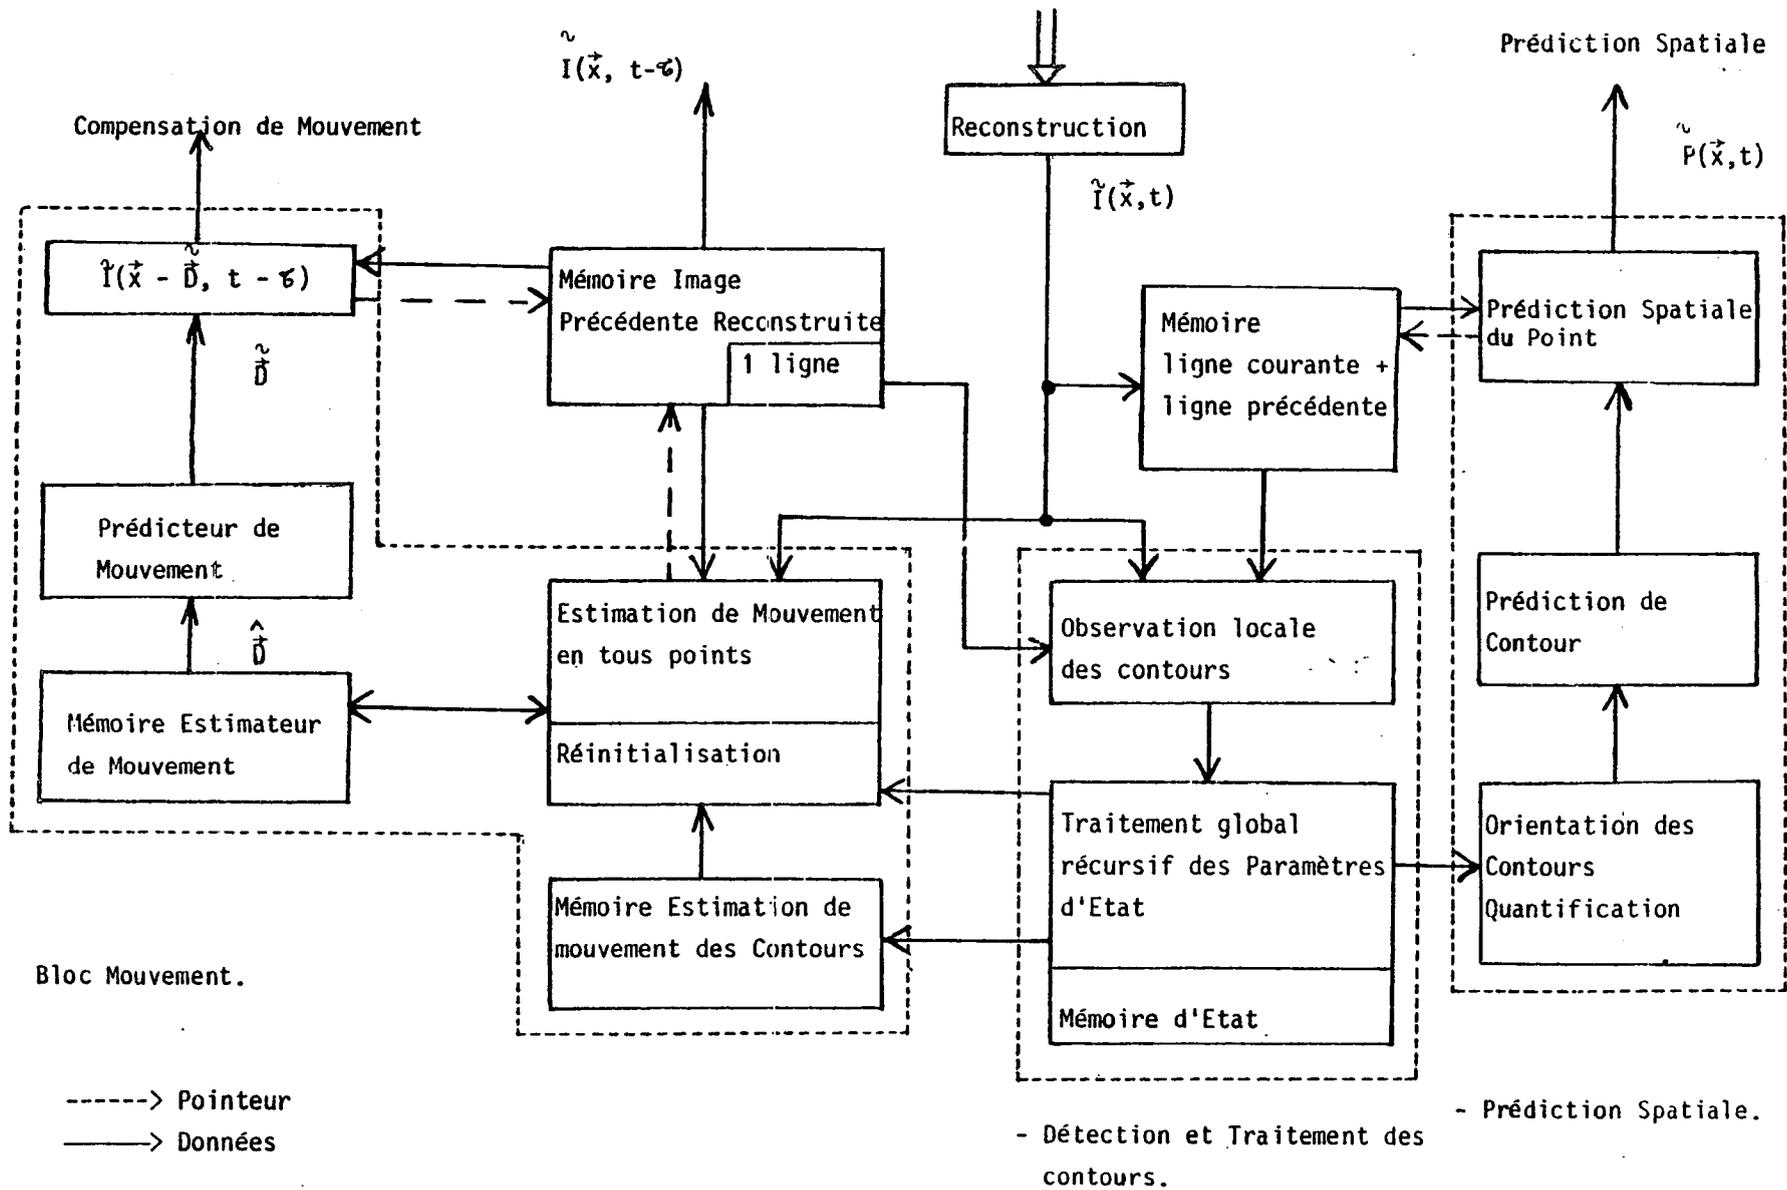 Prédiction Spatiale
Ĩ(x⃗, t-𝒯)
Compensation de Mouvement
Reconstruction
P̃(x⃗,t)
Ĩ(x⃗,t)
Ĩ(x⃗ - D̃⃗, t - 𝒯)
Mémoire Image
Précédente Reconstruite
1 ligne
Mémoire
ligne courante +
ligne précédente
Prédiction Spatiale
du Point
D̃⃗
Prédicteur de
Mouvement
D̂⃗
Mémoire Estimateur
de Mouvement
Estimation de Mouvement
en tous points
Réinitialisation
Observation locale
des contours
Prédiction de
Contour
Traitement global
récursif des Paramètres
d'Etat
Mémoire d'Etat
Orientation des
Contours
Quantification
Mémoire Estimation de
mouvement des Contours
Bloc Mouvement.
Pointeur
Données
- Détection et Traitement des
contours.
- Prédiction Spatiale.